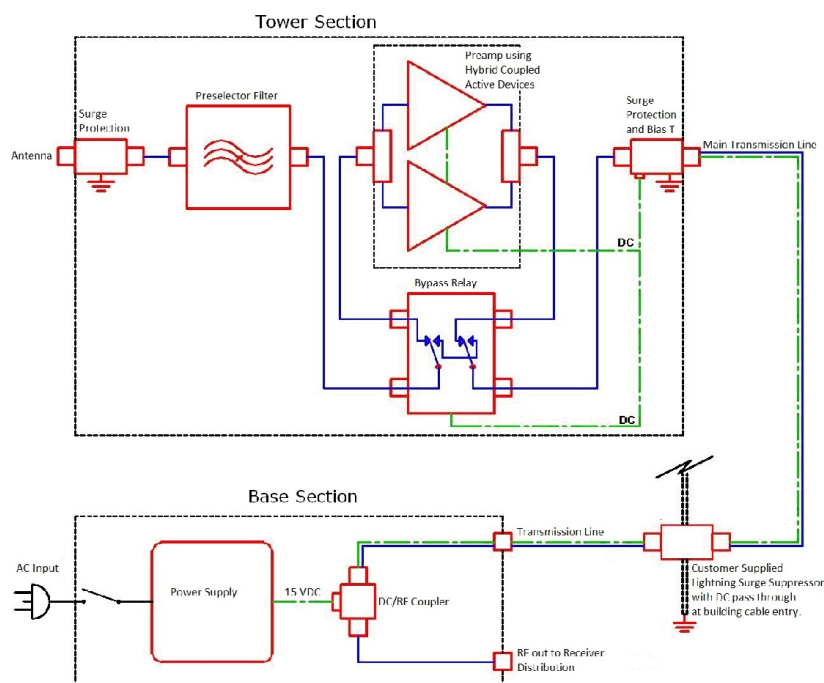 Tower Section
Preamp using
Hybrid Coupled
Active Devices
Preselector Filter
Surge
Protection
Surge
Protection
and Bias T
Antenna
Main Transmission Line
DC
Bypass Relay
DC
Base Section
Transmission Line
AC Input
Power Supply
15 VDC
DC/RF Coupler
Customer Supplied
Lightning Surge Suppressor
with DC pass through
at building cable entry.
RF out to Receiver
Distribution